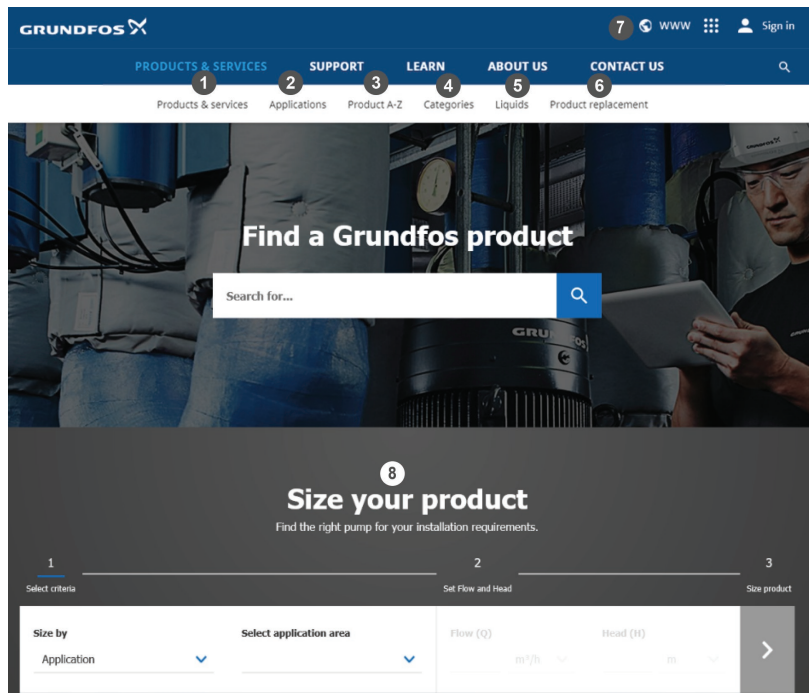 GRUNDFOS
7 WWW Sign in
PRODUCTS & SERVICES SUPPORT LEARN ABOUT US CONTACT US
1 2 3 4 5 6
Products & services Applications Product A-Z Categories Liquids Product replacement
GRUNDFOS
Find a Grundfos product
Search for...
GRUNDFOS
8
Size your product
Find the right pump for your installation requirements.
1 2 3
Select criteria Set Flow and Head Size product
Size by Select application area Flow (Q) Head (H)
Application m³/h m